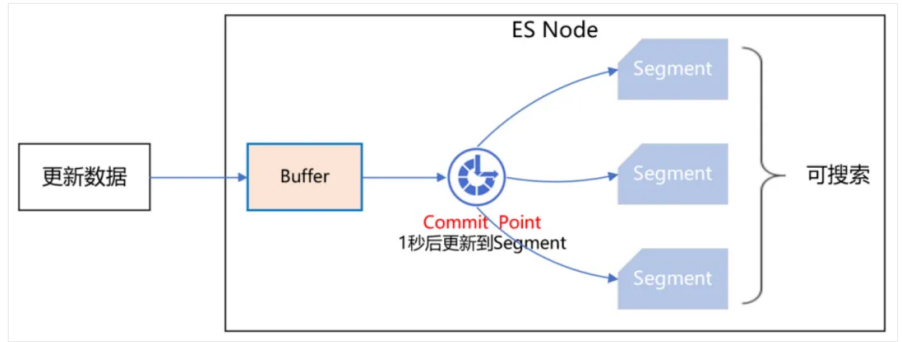 ES Node
更新数据
Buffer
Commit Point
1秒后更新到Segment
Segment
Segment
Segment
可搜索